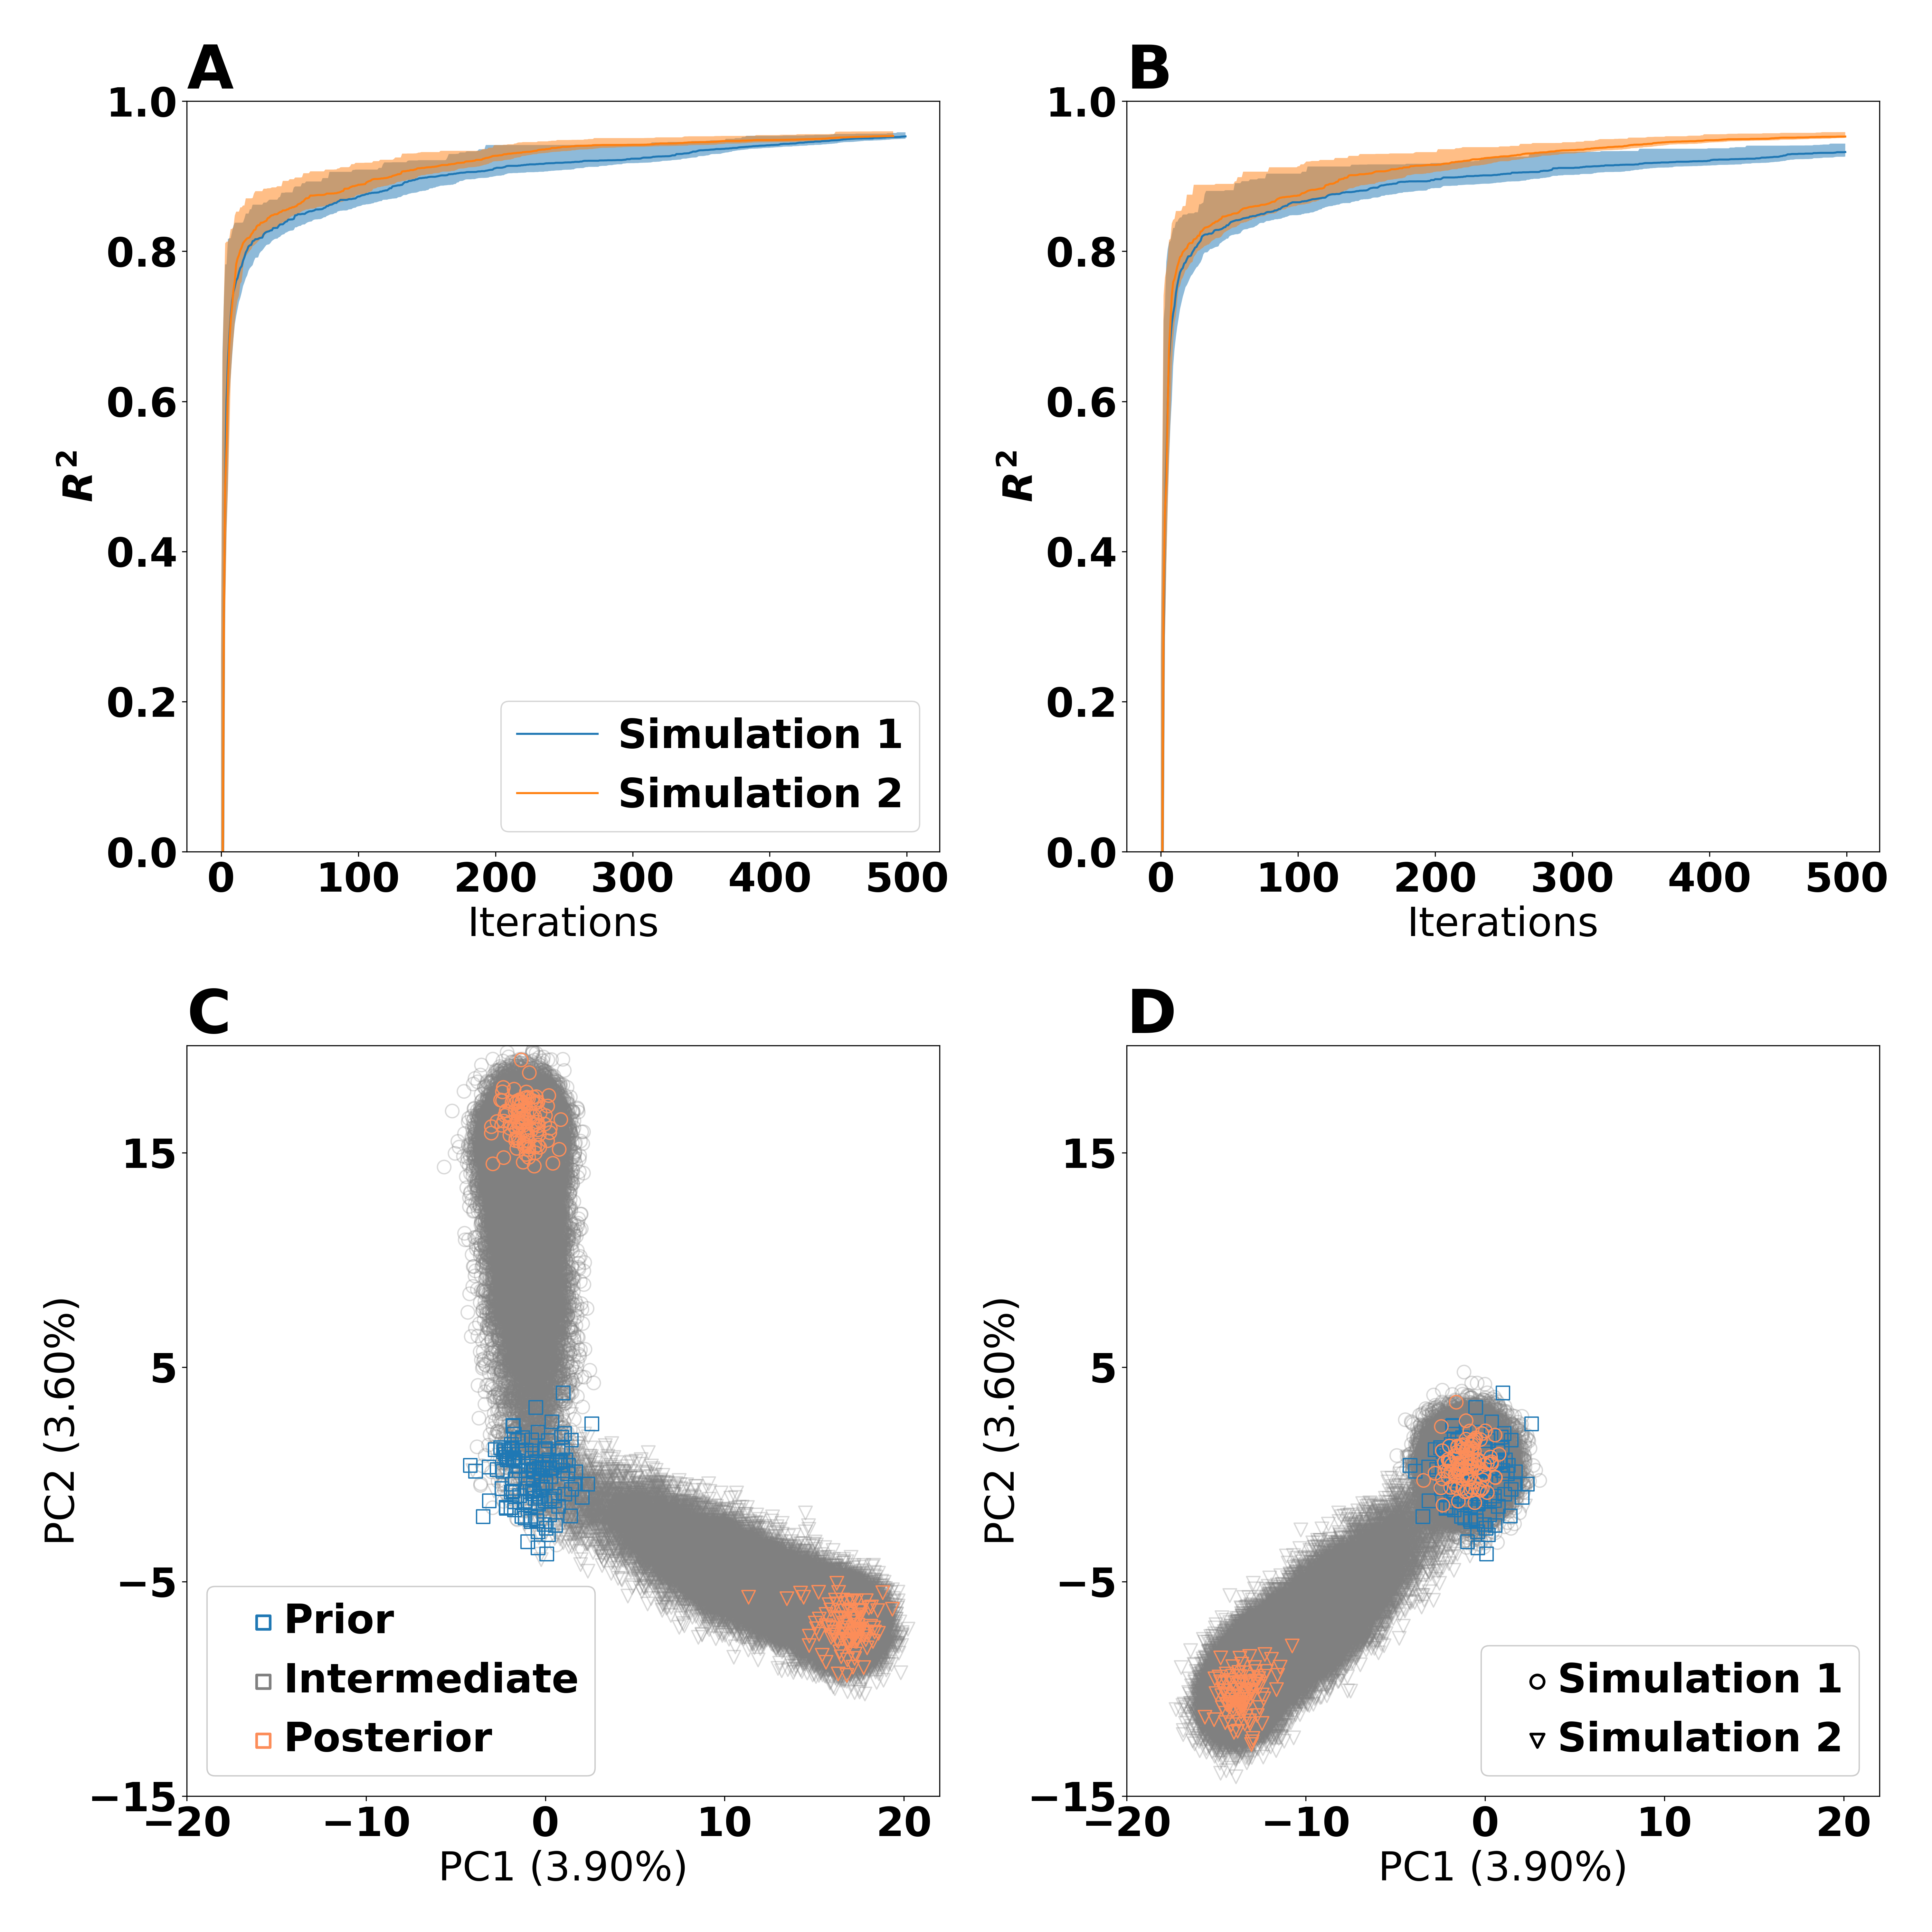 A
1.0
0.8
0.6
0.4
0.2
0.0
R²
0 100 200 300 400 500
Iterations
Simulation 1
Simulation 2
B
1.0
0.8
0.6
0.4
0.2
0.0
R²
0 100 200 300 400 500
Iterations
C
15
5
−5
−15
PC2 (3.60%)
−20 −10 0 10 20
PC1 (3.90%)
Prior
Intermediate
Posterior
D
15
5
−5
−15
PC2 (3.60%)
−20 −10 0 10 20
PC1 (3.90%)
Simulation 1
Simulation 2